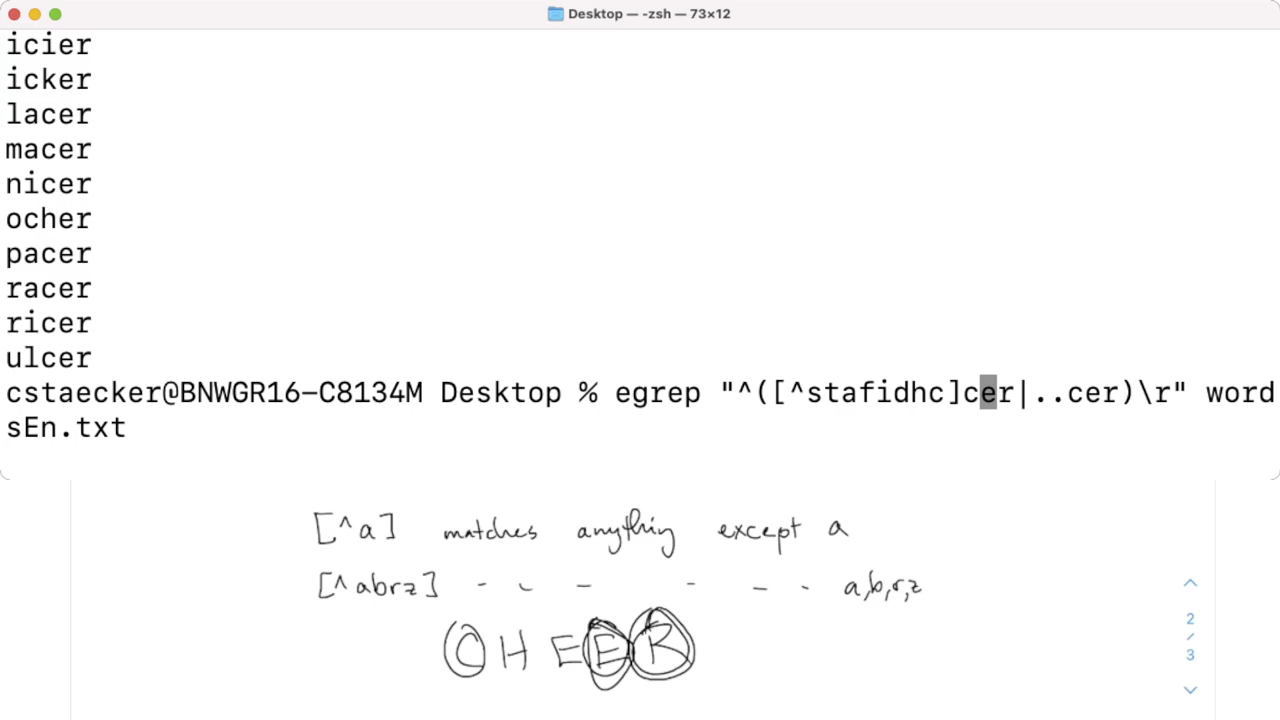 Desktop — -zsh — 73×12
icier
icker
lacer
macer
nicer
ocher
pacer
racer
ricer
ulcer
cstaecker@BNWGR16-C8134M Desktop % egrep "^([^stafidhc]cer|..cer)\r" word
sEn.txt
[^a] matches anything except a
[^abrz] - - - - - - a,b,r,z
CHEER
2
/
3